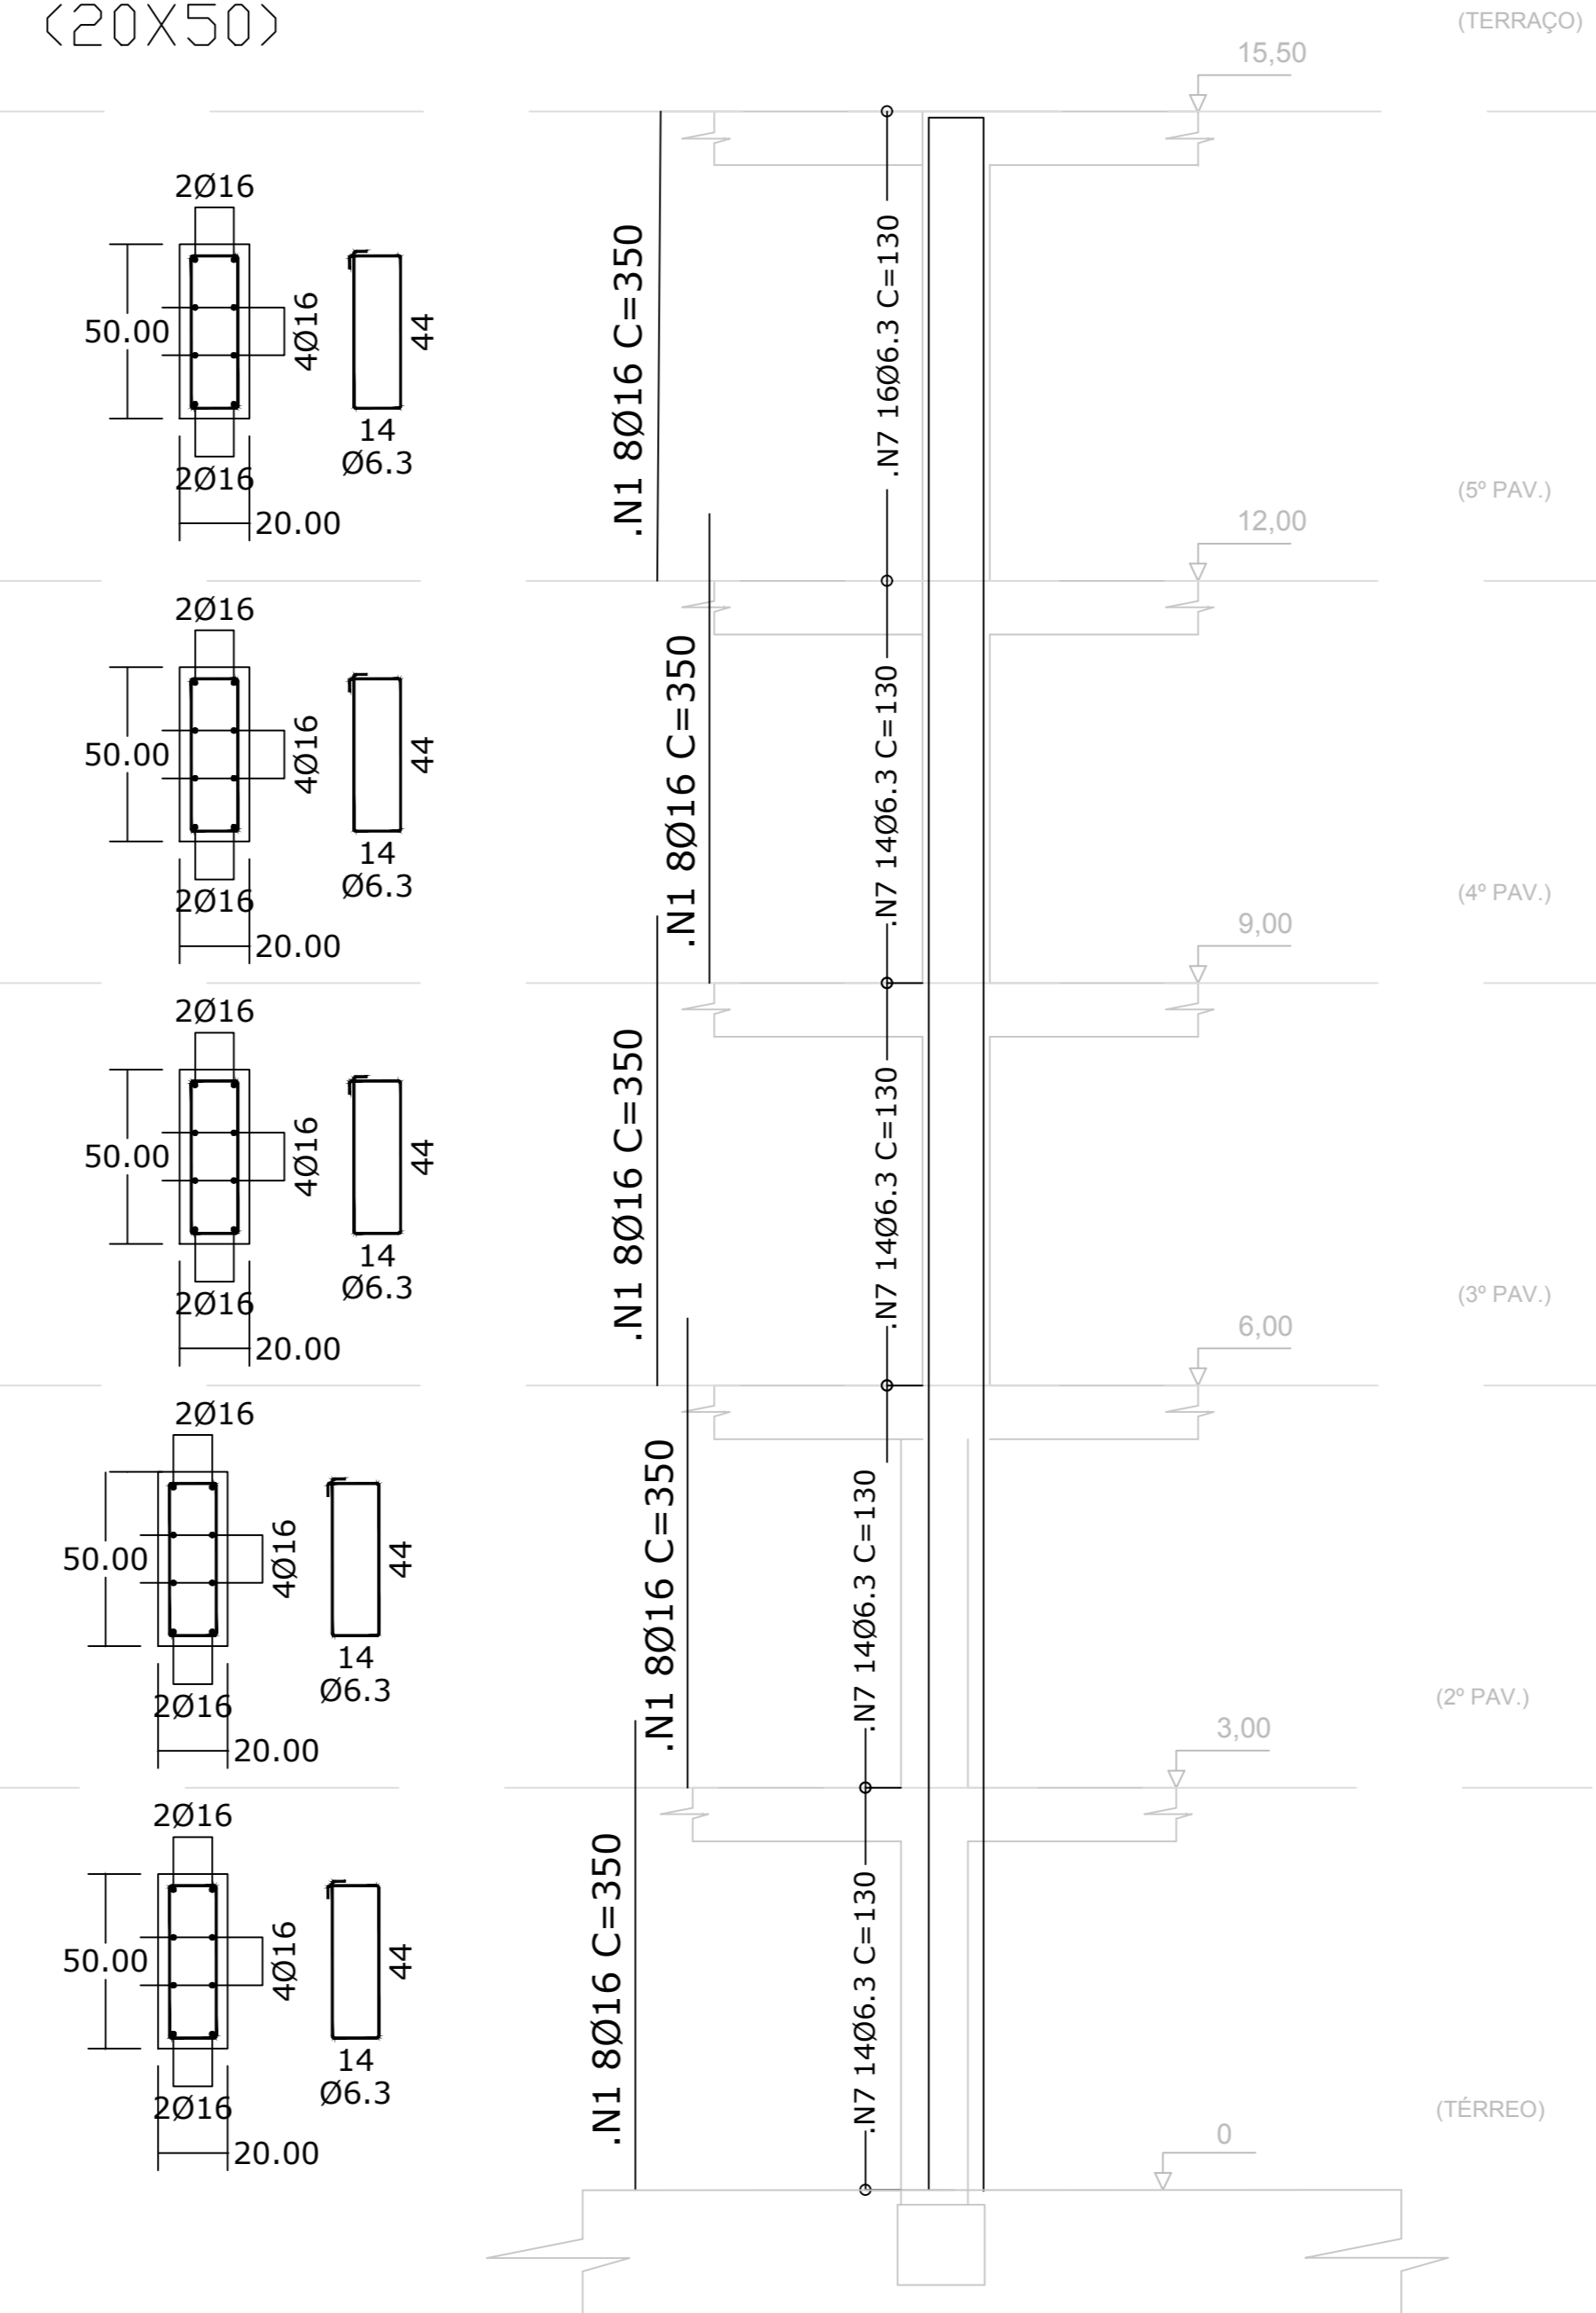 (20X50)
(TERRAÇO)
15,50
2Ø16
50.00
4Ø16
44
14
Ø6.3
2Ø16
20.00
.N1 8Ø16 C=350
.N7 16Ø6.3 C=130
(5º PAV.)
12,00
2Ø16
50.00
4Ø16
44
14
Ø6.3
2Ø16
20.00
.N1 8Ø16 C=350
.N7 14Ø6.3 C=130
(4º PAV.)
9,00
2Ø16
50.00
4Ø16
44
14
Ø6.3
2Ø16
20.00
.N1 8Ø16 C=350
.N7 14Ø6.3 C=130
(3º PAV.)
6,00
2Ø16
50.00
4Ø16
44
14
Ø6.3
2Ø16
20.00
.N1 8Ø16 C=350
.N7 14Ø6.3 C=130
(2º PAV.)
3,00
2Ø16
50.00
4Ø16
44
14
Ø6.3
2Ø16
20.00
.N1 8Ø16 C=350
.N7 14Ø6.3 C=130
(TÉRREO)
0